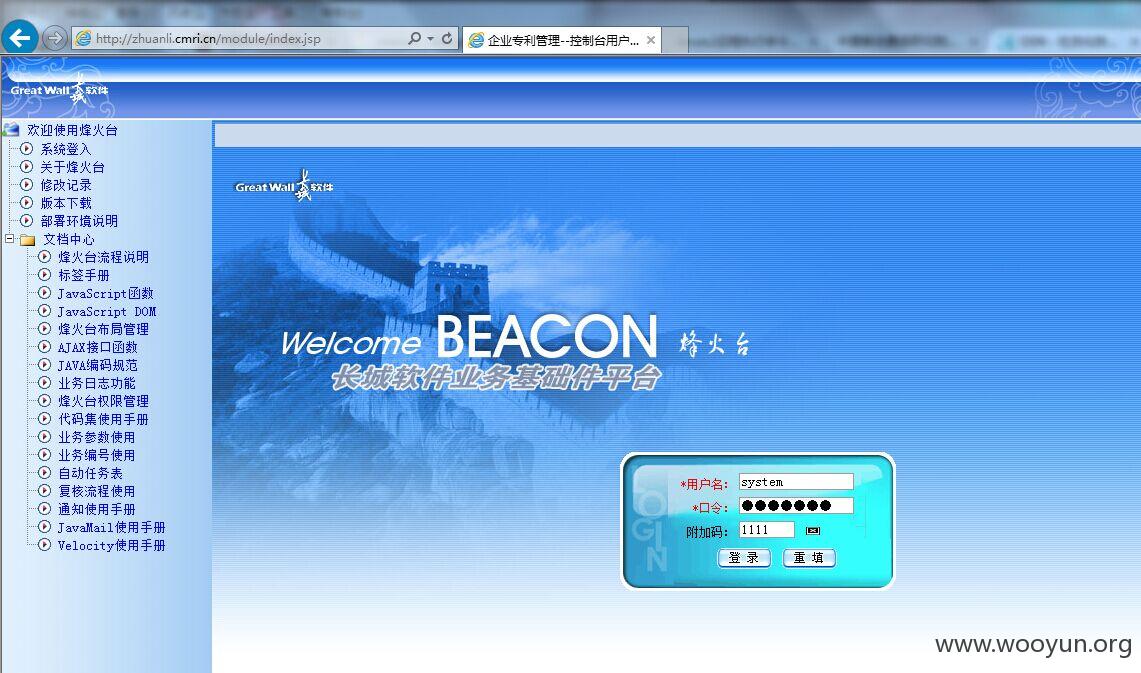 http://zhuanli.cmri.cn/module/index.jsp
企业专利管理--控制台用户...
Great Wall 长城 软件
欢迎使用烽火台
系统登入
关于烽火台
修改记录
版本下载
部署环境说明
文档中心
烽火台流程说明
标签手册
JavaScript函数
JavaScript DOM
烽火台布局管理
AJAX接口函数
JAVA编码规范
业务日志功能
烽火台权限管理
代码集使用手册
业务参数使用
业务编号使用
自动任务表
复核流程使用
通知使用手册
JavaMail使用手册
Velocity使用手册
Great Wall 长城 软件
Welcome BEACON 烽火台
长城软件业务基础件平台
LOGIN
*用户名: system
*口令: ●●●●●●●
附加码: 1111
登 录 重 填
www.wooyun.org